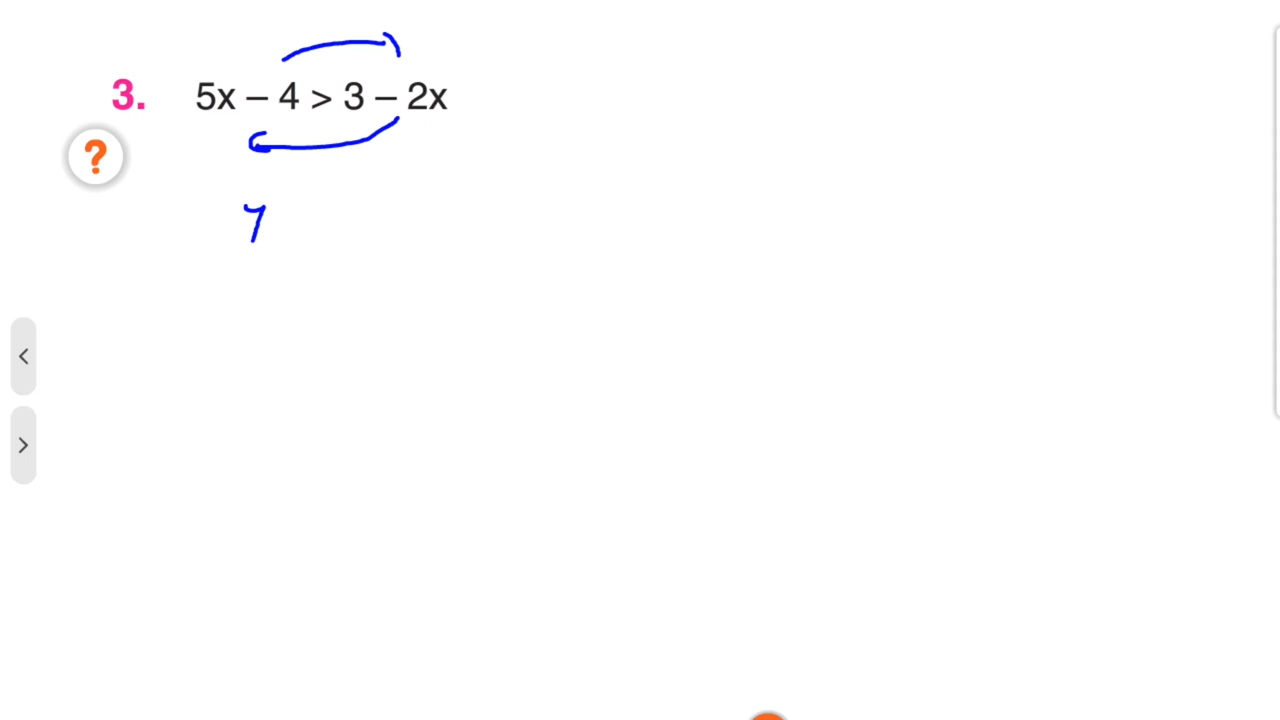 3. 5x – 4 > 3 – 2x
?
7
<
>